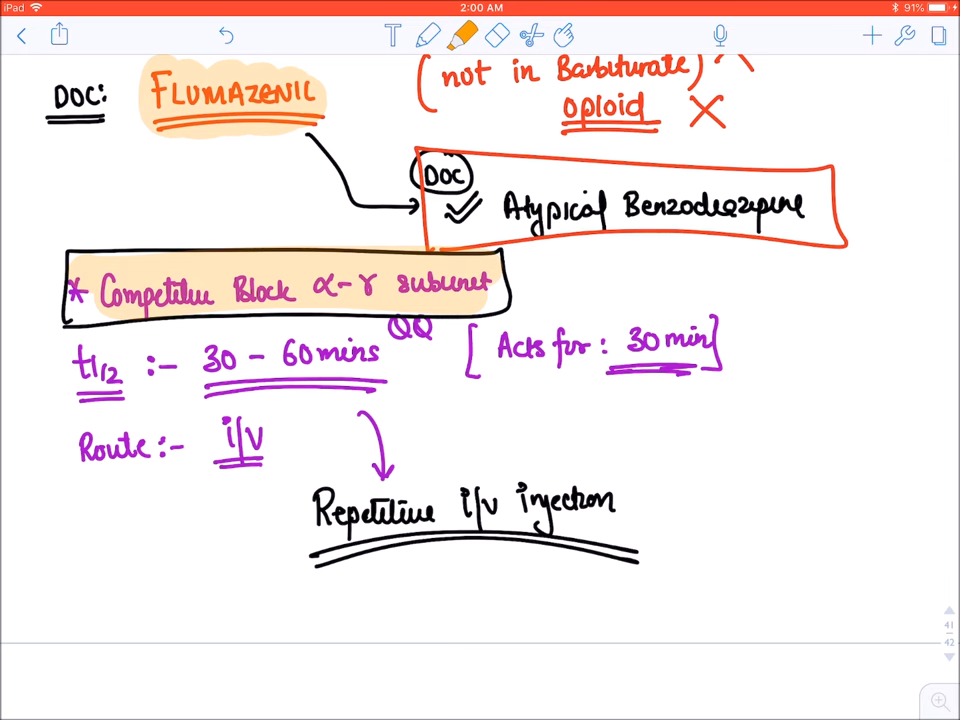 iPad 2:00 AM 91%
T
(not in Barbiturate) X
DOC: FLUMAZENIC
opioid X
DOC
Atypical Benzodiazepine
* Competitive Block α-γ subunit
QQ
t1/2 :- 30 - 60 mins [Acts for: 30 min]
Route :- i/v
Repetitive i/v injection
41
42